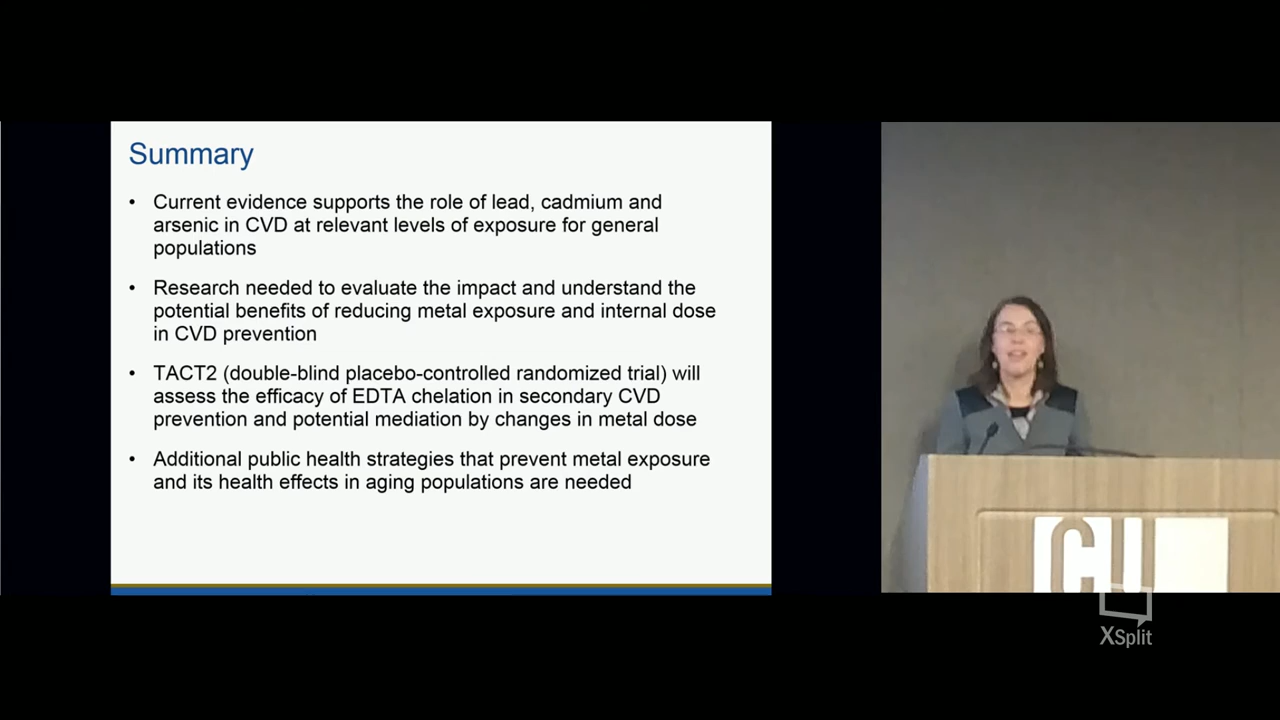 Summary
• Current evidence supports the role of lead, cadmium and
arsenic in CVD at relevant levels of exposure for general
populations
• Research needed to evaluate the impact and understand the
potential benefits of reducing metal exposure and internal dose
in CVD prevention
• TACT2 (double-blind placebo-controlled randomized trial) will
assess the efficacy of EDTA chelation in secondary CVD
prevention and potential mediation by changes in metal dose
• Additional public health strategies that prevent metal exposure
and its health effects in aging populations are needed
CU
XSplit